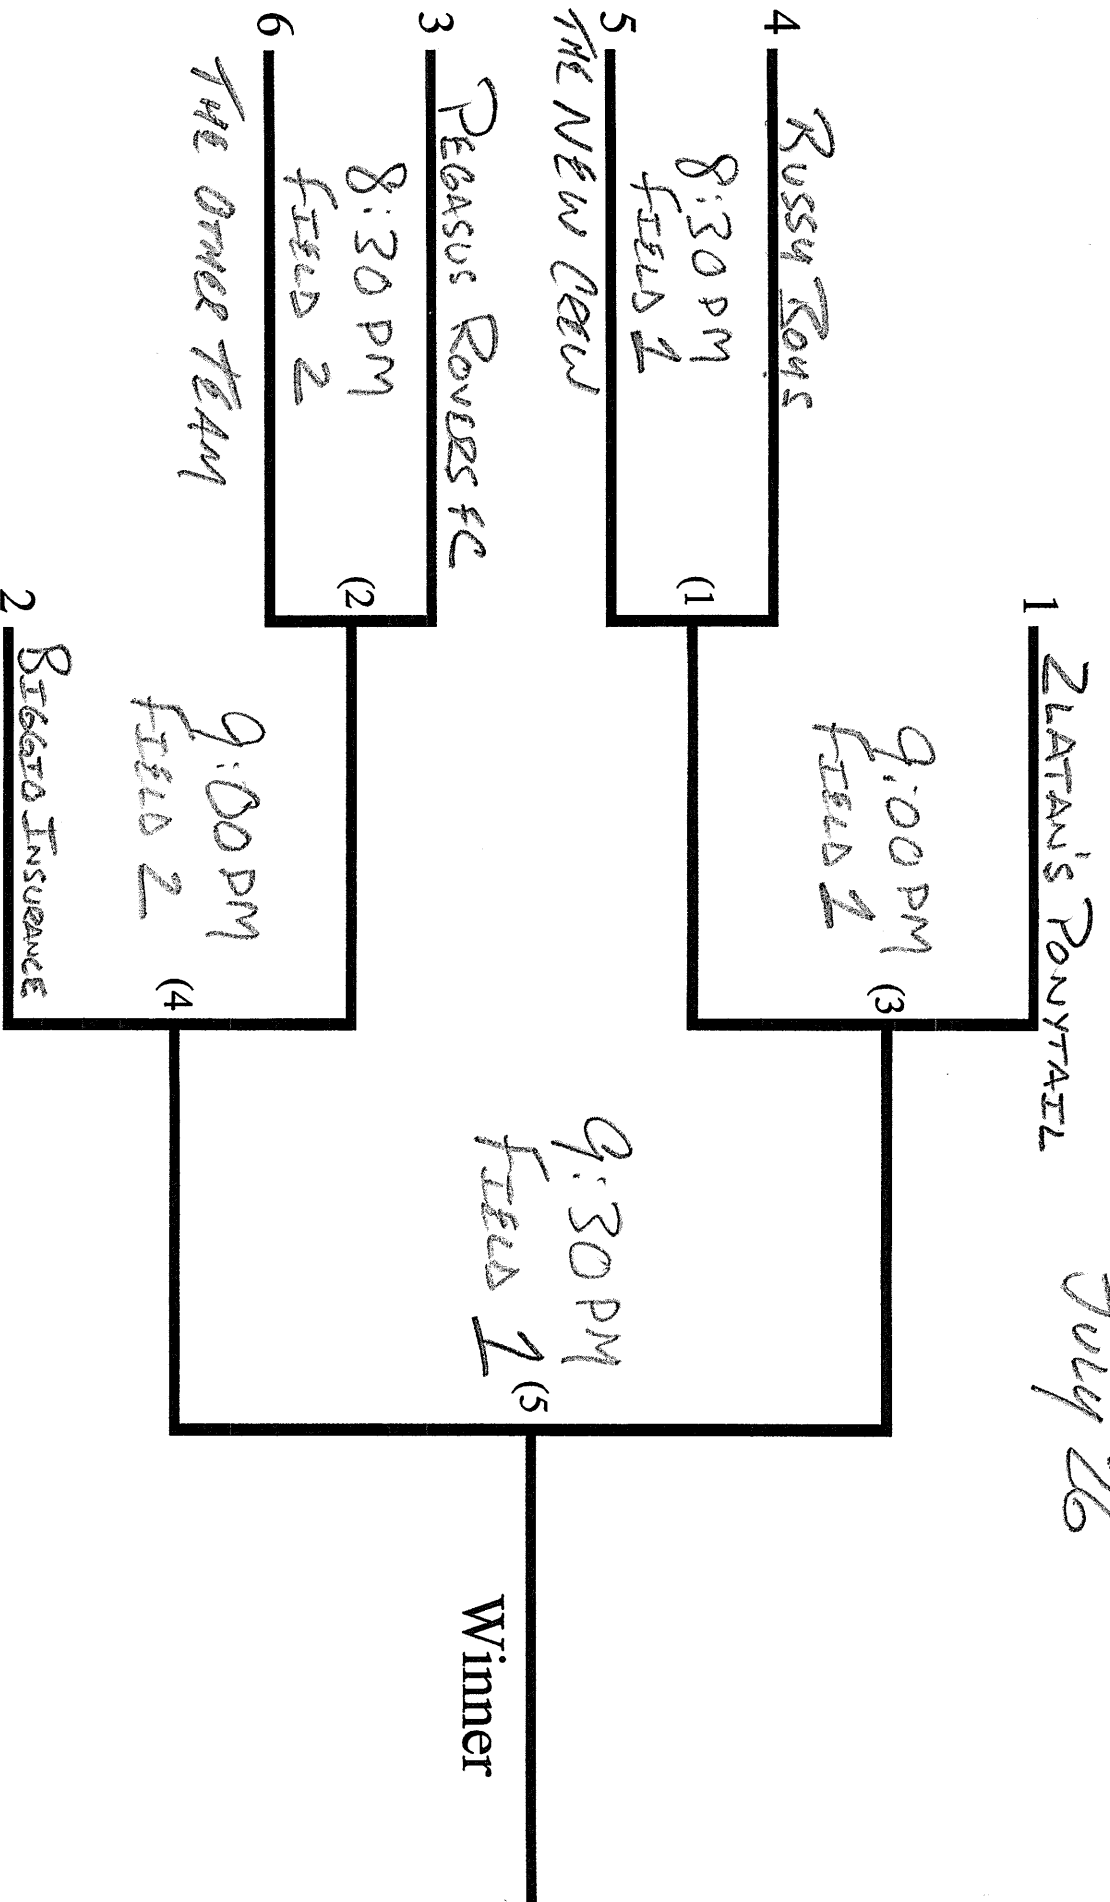 JULY 26
1 ZLATAN'S PONYTAIL
9:00 PM
FIELD 1
(3
4
8:30 PM
FIELD 1
(1
5
THE NEW CREW
9:30 PM
FIELD 1
(5
Winner
3 PEGASUS ROVERS FC
8:30 PM
FIELD 2
(2
6
THE OTHER TEAM
9:00 PM
FIELD 2
(4
2 BIGGIO INSURANCE